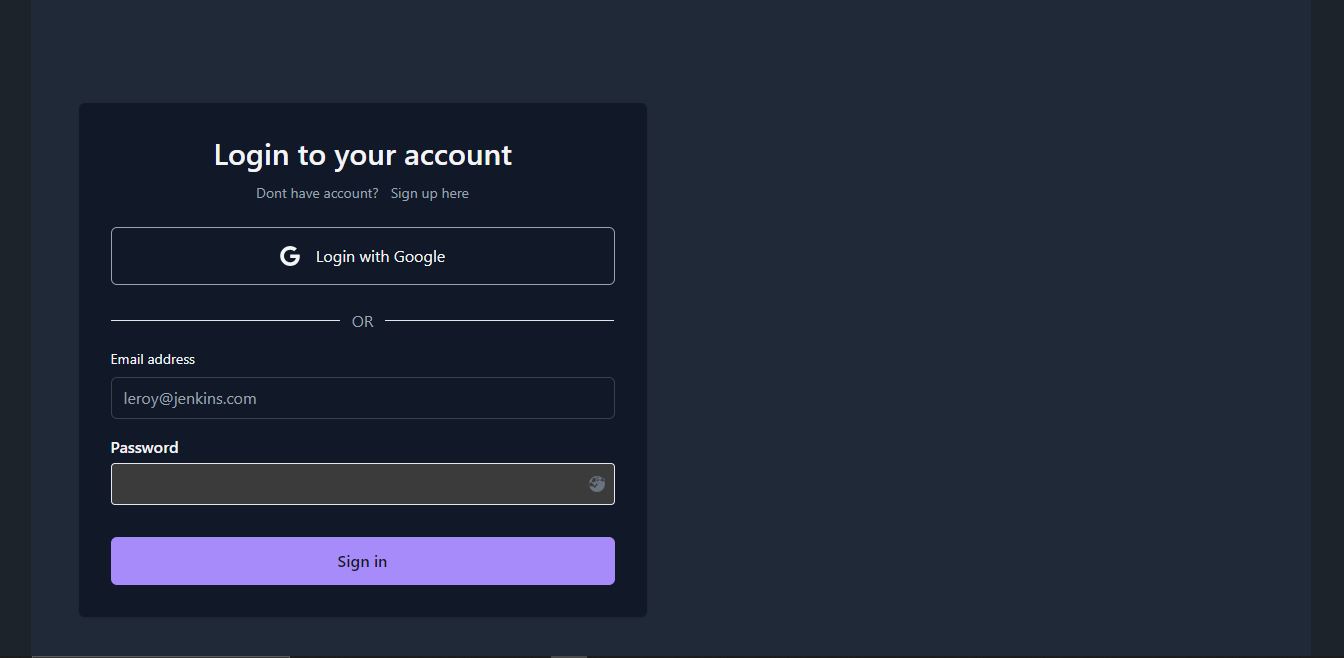 Login to your account
Dont have account? Sign up here
Login with Google
OR
Email address
leroy@jenkins.com
Password
Sign in